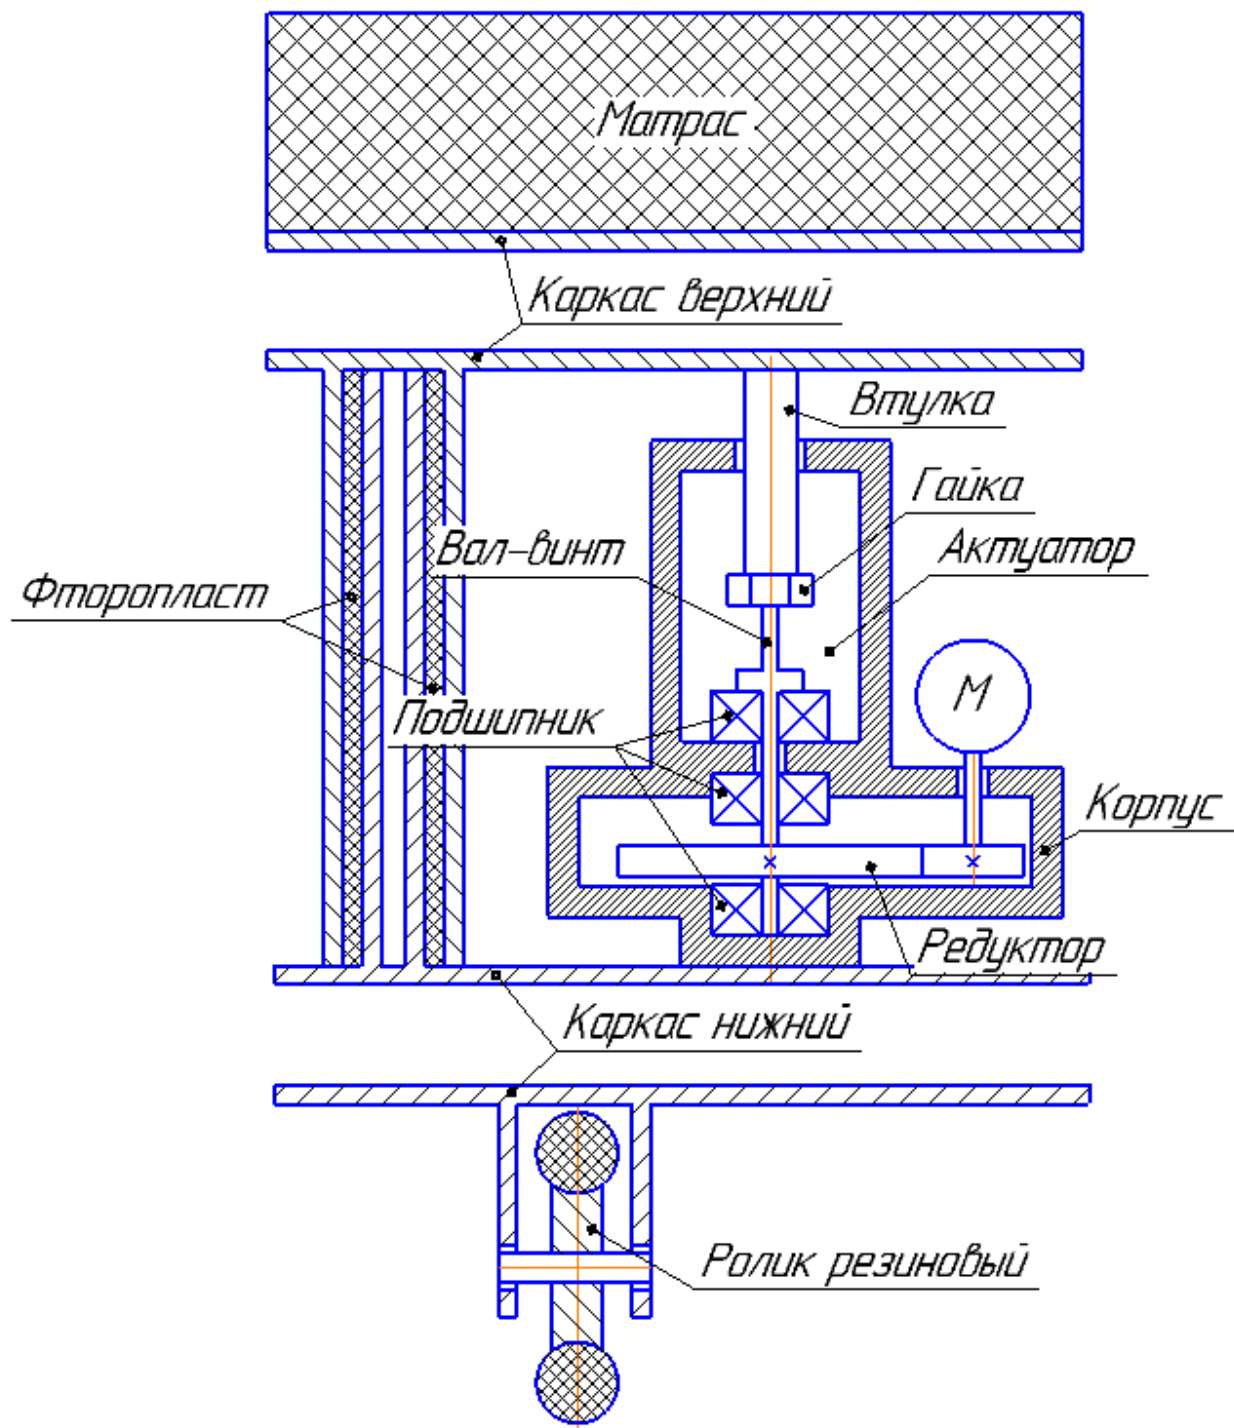 Матрас
Каркас верхний
Втулка
Гайка
Вал-винт
Актуатор
Фторопласт
М
Подшипник
Корпус
Редуктор
Каркас нижний
Ролик резиновый